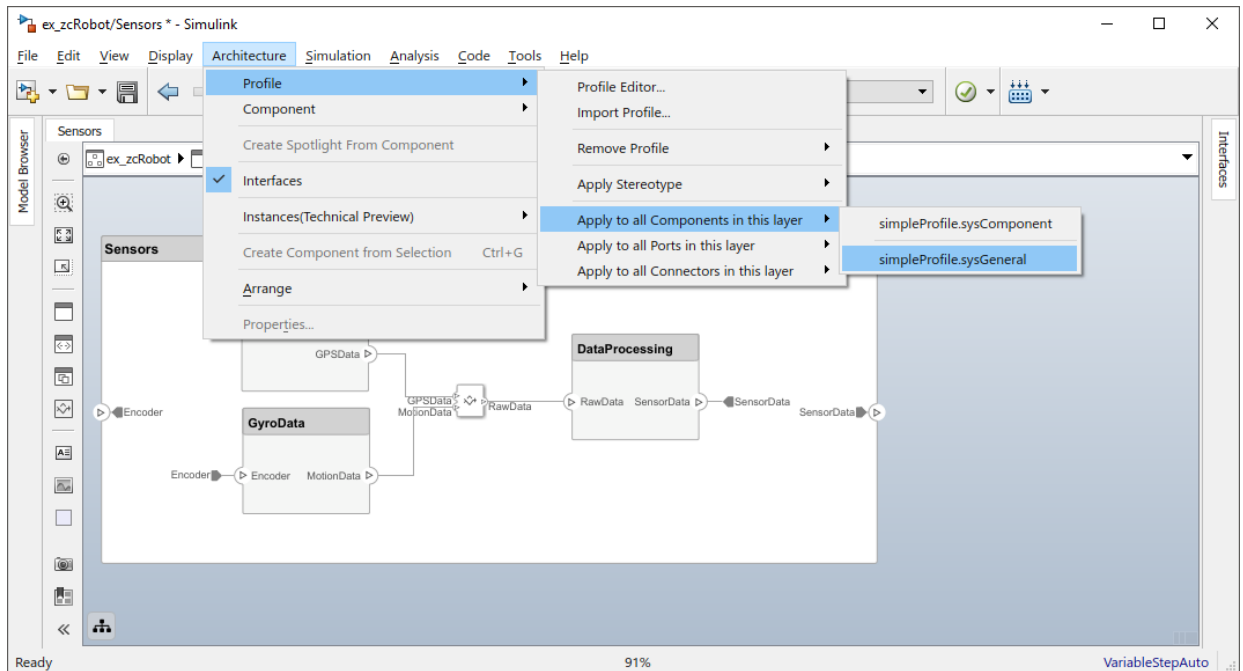 ex_zcRobot/Sensors * - Simulink
File Edit View Display Architecture Simulation Analysis Code Tools Help
Profile
Component
Create Spotlight From Component
Interfaces
Instances(Technical Preview)
Create Component from Selection Ctrl+G
Arrange
Properties...
Profile Editor...
Import Profile...
Remove Profile
Apply Stereotype
Apply to all Components in this layer
Apply to all Ports in this layer
Apply to all Connectors in this layer
simpleProfile.sysComponent
simpleProfile.sysGeneral
Model Browser
Sensors
ex_zcRobot
Interfaces
Sensors
GPSData
Encoder
GyroData
Encoder
Encoder MotionData
GPSData
MotionData
RawData
DataProcessing
RawData SensorData
SensorData
SensorData
Ready 91% VariableStepAuto